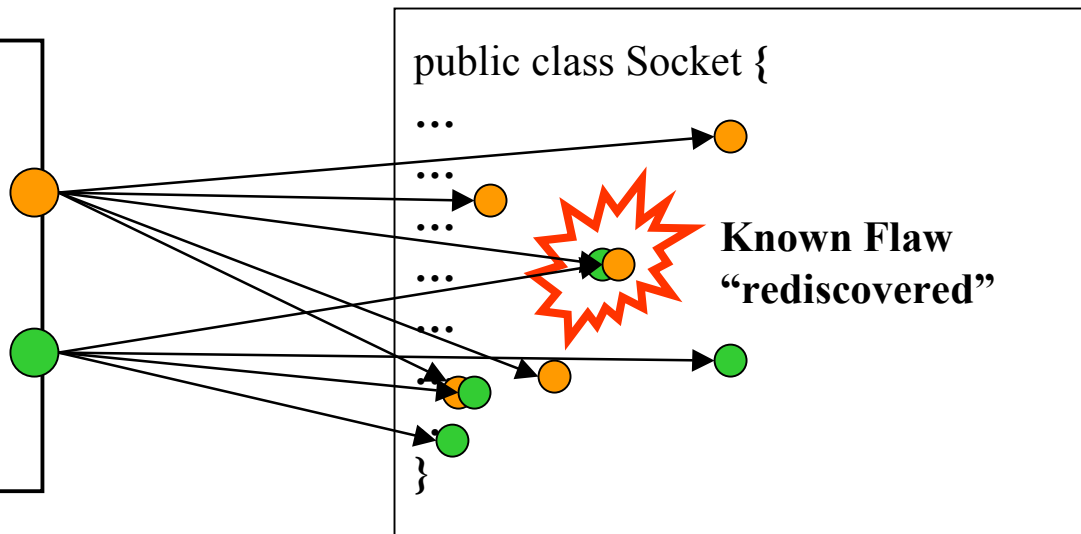 public class Socket {
...
...
...
...
...
...
.
}
Known Flaw
“rediscovered”